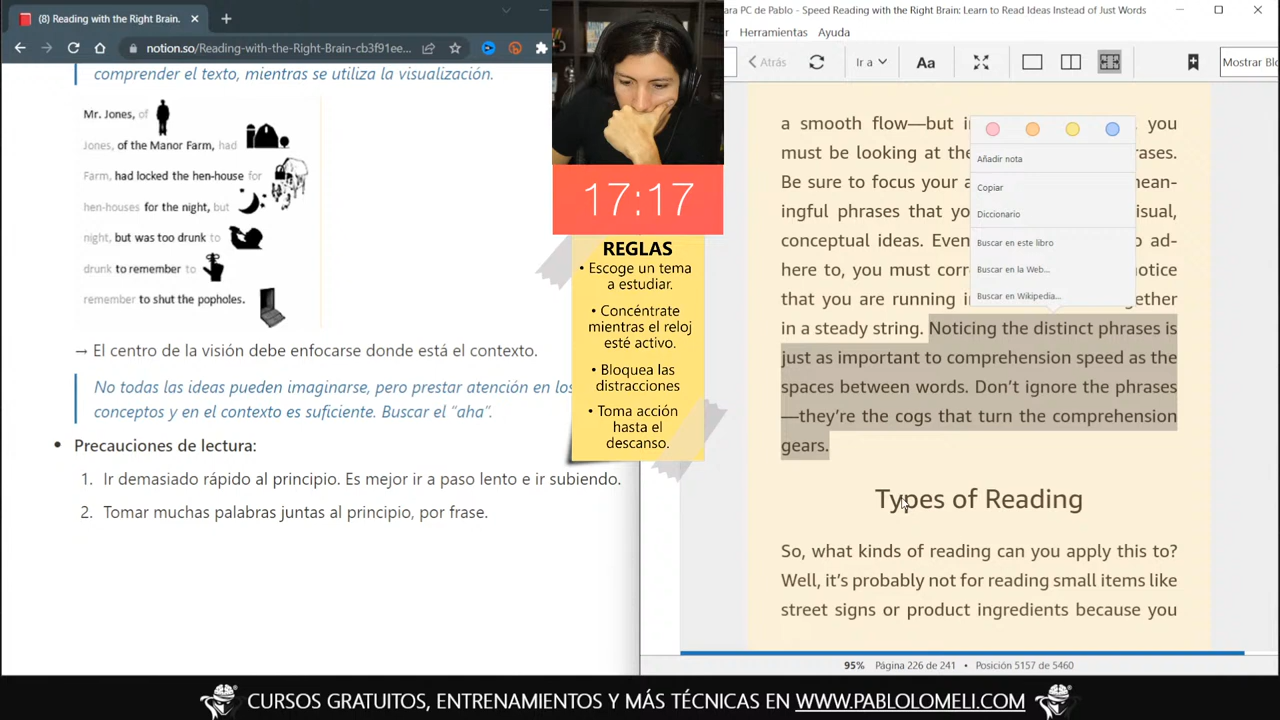 (8) Reading with the Right Brain.
notion.so/Reading-with-the-Right-Brain-cb3f91ee...
comprender el texto, mientras se utiliza la visualización.
Mr. Jones, of
Jones, of the Manor Farm, had
Farm, had locked the hen-house for
hen-houses for the night, but
night, but was too drunk to
drunk to remember to
remember to shut the popholes.
→ El centro de la visión debe enfocarse donde está el contexto.
No todas las ideas pueden imaginarse, pero prestar atención en los
conceptos y en el contexto es suficiente. Buscar el “aha”.
• Precauciones de lectura:
1. Ir demasiado rápido al principio. Es mejor ir a paso lento e ir subiendo.
2. Tomar muchas palabras juntas al principio, por frase.
17:17
REGLAS
• Escoge un tema
a estudiar.
• Concéntrate
mientras el reloj
esté activo.
• Bloquea las
distracciones
• Toma acción
hasta el
descanso.
para PC de Pablo - Speed Reading with the Right Brain: Learn to Read Ideas Instead of Just Words
Herramientas Ayuda
Atrás Ir a Aa Mostrar Blo
a smooth flow—but you
must be looking at the
Be sure to focus your a
ingful phrases that
conceptual ideas. Even
here to, you must
that you are running
in a steady string. Noticing the distinct phrases is
just as important to comprehension speed as the
spaces between words. Don’t ignore the phrases
—they’re the cogs that turn the comprehension
gears.
Añadir nota
Copiar
Diccionario
Buscar en este libro
Buscar en la Web...
Buscar en Wikipedia...
Types of Reading
So, what kinds of reading can you apply this to?
Well, it’s probably not for reading small items like
street signs or product ingredients because you
95% Página 226 de 241 • Posición 5157 de 5460
CURSOS GRATUITOS, ENTRENAMIENTOS Y MÁS TÉCNICAS EN WWW.PABLOLOMELI.COM